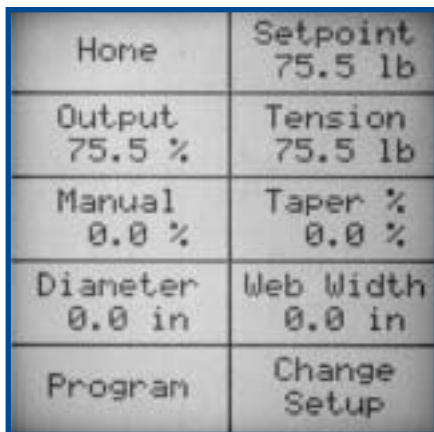 Home
Setpoint
75.5 lb
Output
75.5 %
Tension
75.5 lb
Manual
0.0 %
Taper %
0.0 %
Diameter
0.0 in
Web Width
0.0 in
Program
Change
Setup